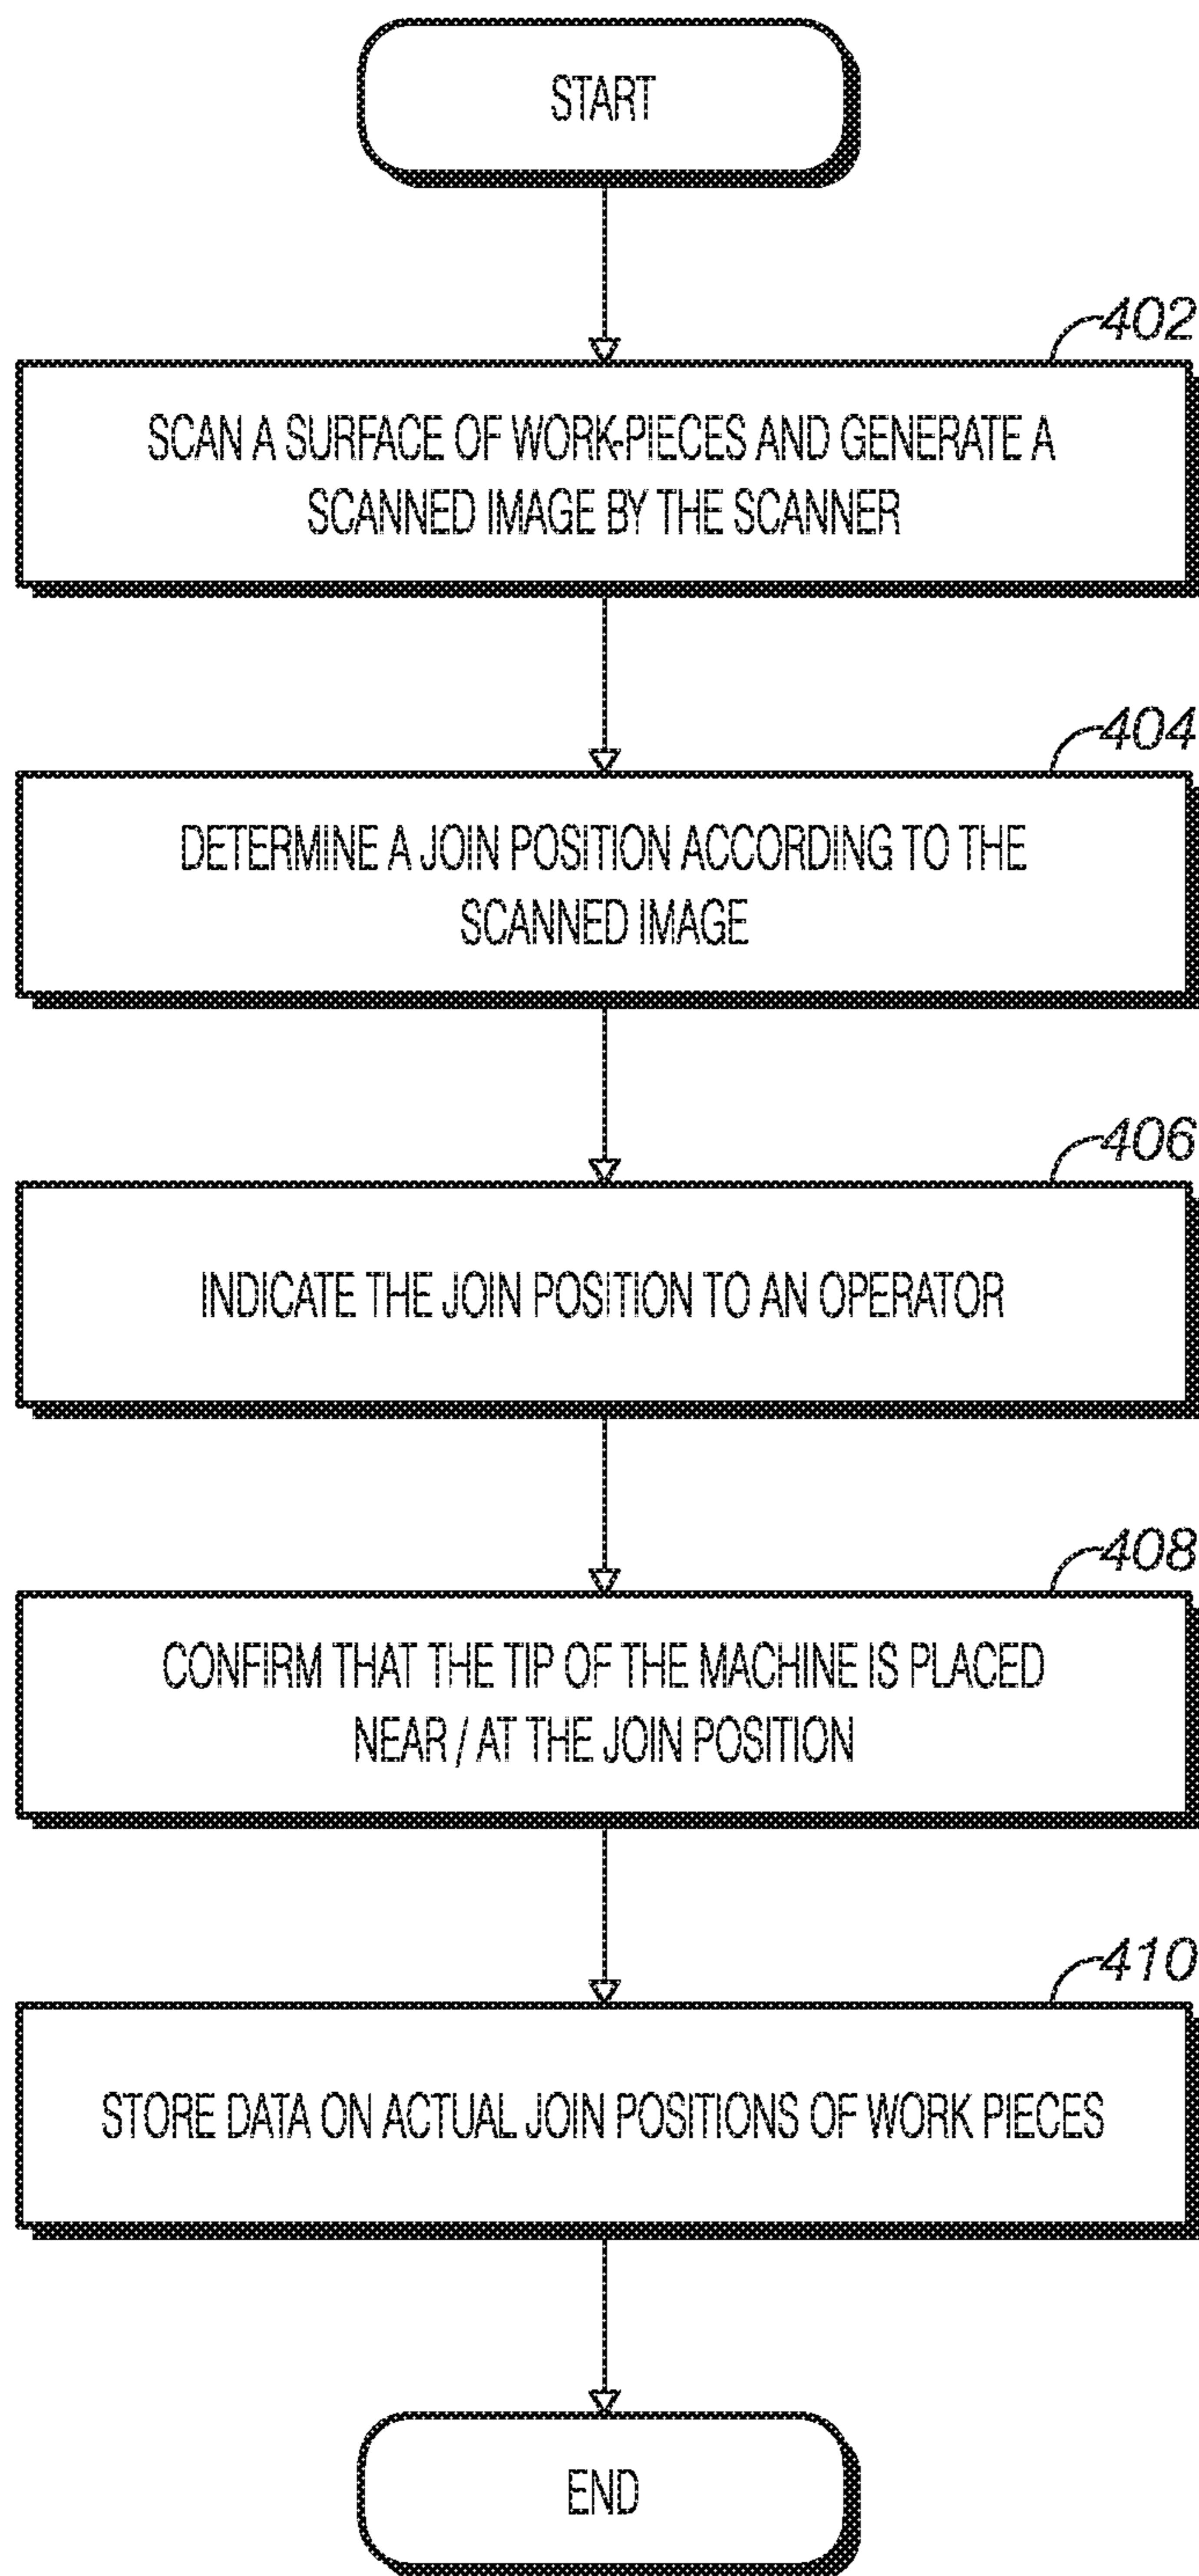 START
402
SCAN A SURFACE OF WORK-PIECES AND GENERATE A
SCANNED IMAGE BY THE SCANNER
404
DETERMINE A JOIN POSITION ACCORDING TO THE
SCANNED IMAGE
406
INDICATE THE JOIN POSITION TO AN OPERATOR
408
CONFIRM THAT THE TIP OF THE MACHINE IS PLACED
NEAR / AT THE JOIN POSITION
410
STORE DATA ON ACTUAL JOIN POSITIONS OF WORK PIECES
END